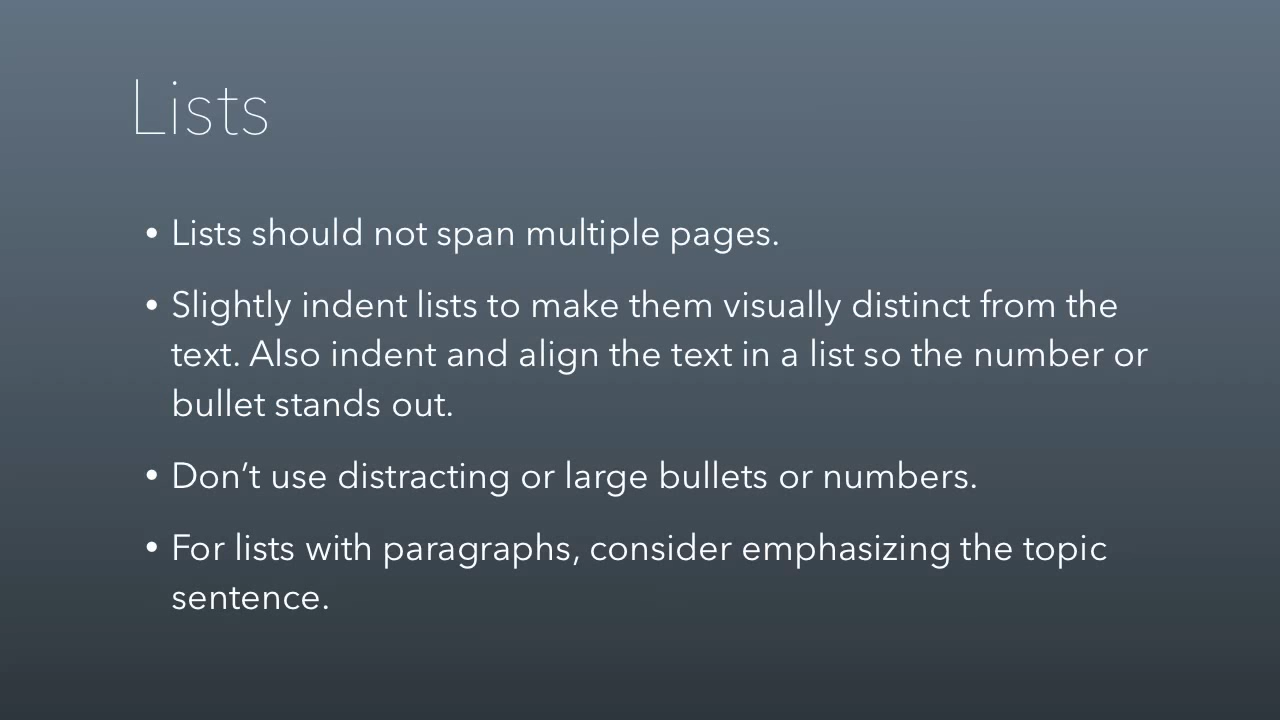 Lists
• Lists should not span multiple pages.
• Slightly indent lists to make them visually distinct from the
text. Also indent and align the text in a list so the number or
bullet stands out.
• Don’t use distracting or large bullets or numbers.
• For lists with paragraphs, consider emphasizing the topic
sentence.